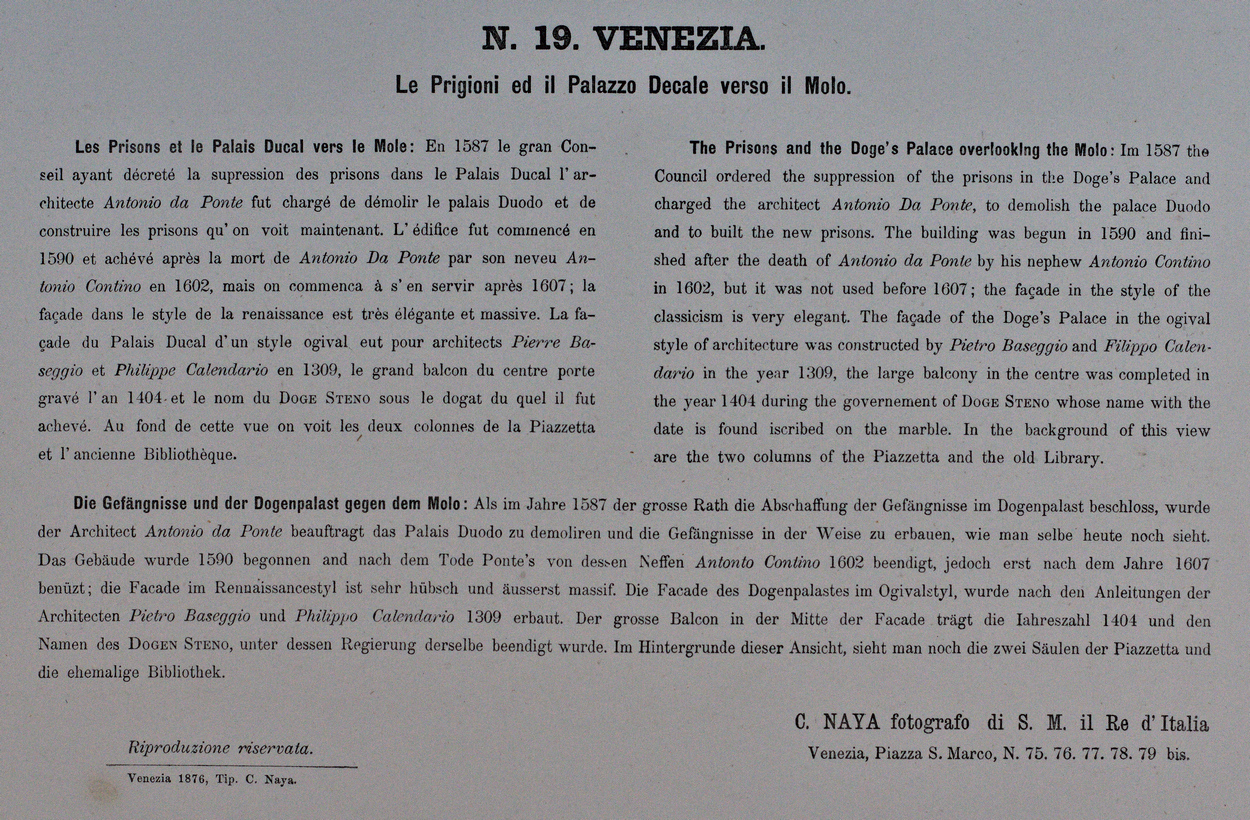 N. 19. VENEZIA.
Le Prigioni ed il Palazzo Decale verso il Molo.
Les Prisons et le Palais Ducal vers le Mole: En 1587 le gran Con-
seil ayant décreté la supression des prisons dans le Palais Ducal l'ar-
chitecte Antonio da Ponte fut chargé de démolir le palais Duodo et de
construire les prisons qu'on voit maintenant. L'édifice fut commencé en
1590 et achévé après la mort de Antonio Da Ponte par son neveu An-
tonio Contino en 1602, mais on commenca à s'en servir après 1607; la
façade dans le style de la renaissance est très élégante et massive. La fa-
çade du Palais Ducal d'un style ogival eut pour architects Pierre Ba-
seggio et Philippe Calendario en 1309, le grand balcon du centre porte
gravé l'an 1404 et le nom du Doge Steno sous le dogat du quel il fut
achevé. Au fond de cette vue on voit les deux colonnes de la Piazzetta
et l'ancienne Bibliothèque.
The Prisons and the Doge's Palace overlooking the Molo: Im 1587 the
Council ordered the suppression of the prisons in the Doge's Palace and
charged the architect Antonio Da Ponte, to demolish the palace Duodo
and to built the new prisons. The building was begun in 1590 and fini-
shed after the death of Antonio da Ponte by his nephew Antonio Contino
in 1602, but it was not used before 1607; the façade in the style of the
classicism is very elegant. The façade of the Doge's Palace in the ogival
style of architecture was constructed by Pietro Baseggio and Filippo Calen-
dario in the year 1309, the large balcony in the centre was completed in
the year 1404 during the governement of Doge Steno whose name with the
date is found iscribed on the marble. In the background of this view
are the two columns of the Piazzetta and the old Library.
Die Gefängnisse und der Dogenpalast gegen dem Molo: Als im Jahre 1587 der grosse Rath die Abschaffung der Gefängnisse im Dogenpalast beschloss, wurde
der Architect Antonio da Ponte beauftragt das Palais Duodo zu demoliren und die Gefängnisse in der Weise zu erbauen, wie man selbe heute noch sieht.
Das Gebäude wurde 1590 begonnen and nach dem Tode Ponte's von dessen Neffen Antonto Contino 1602 beendigt, jedoch erst nach dem Jahre 1607
benüzt; die Facade im Rennaissancestyl ist sehr hübsch und äusserst massif. Die Facade des Dogenpalastes im Ogivalstyl, wurde nach den Anleitungen der
Architecten Pietro Baseggio und Philippo Calendario 1309 erbaut. Der grosse Balcon in der Mitte der Facade trägt die Iahreszahl 1404 und den
Namen des Dogen Steno, unter dessen Regierung derselbe beendigt wurde. Im Hintergrunde dieser Ansicht, sieht man noch die zwei Säulen der Piazzetta und
die ehemalige Bibliothek.
C. NAYA fotografo di S. M. il Re d'Italia
Venezia, Piazza S. Marco, N. 75. 76. 77. 78. 79 bis.
Riproduzione riservata.
Venezia 1876, Tip. C. Naya.